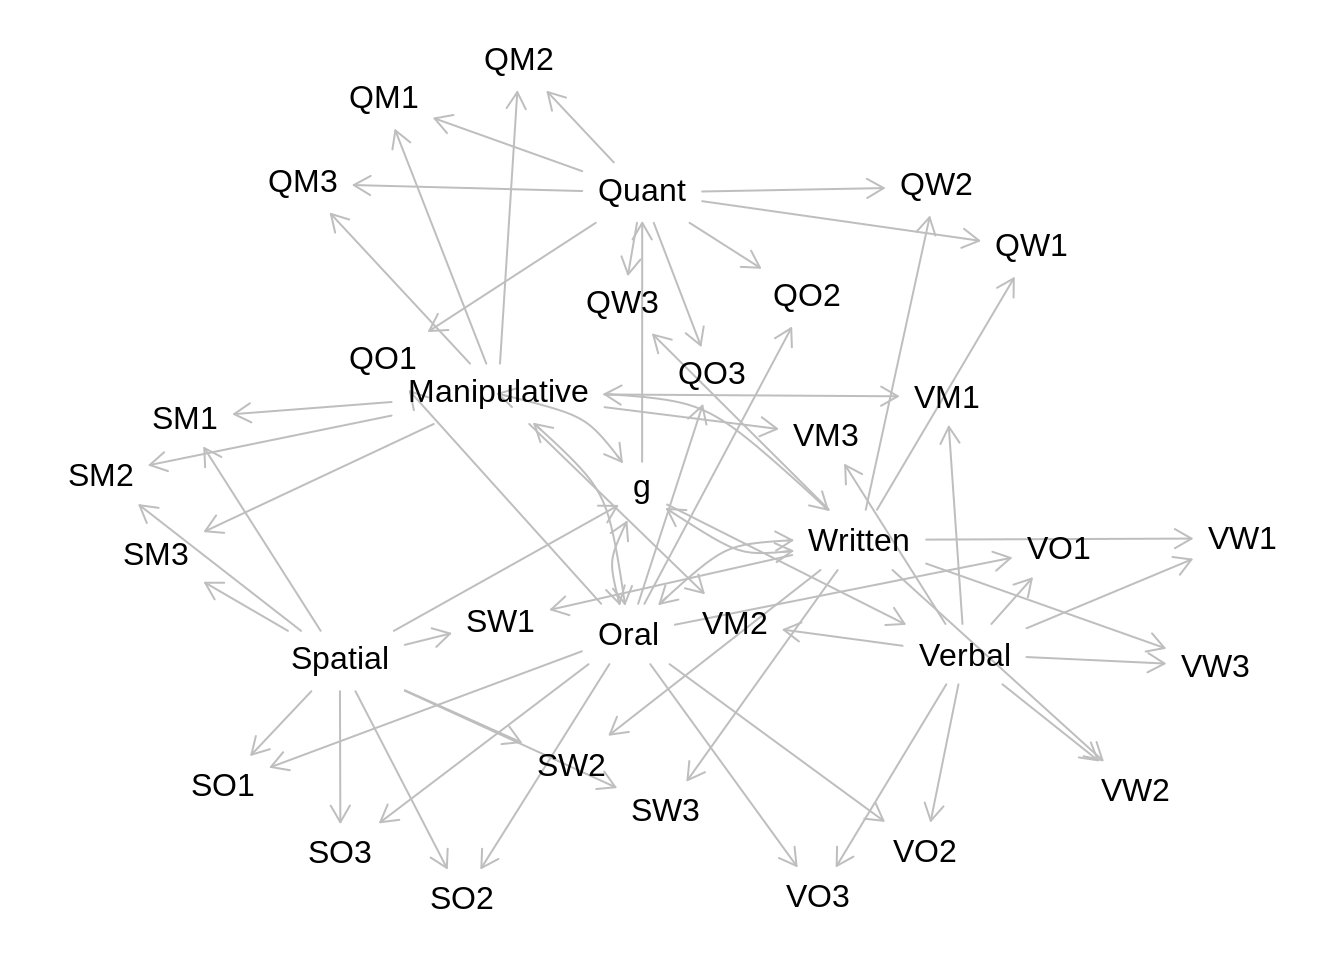 QM2
QM1
QM3
Quant
QW2
QW1
QW3
QO2
QO1
QO3
Manipulative
VM1
SM1
VM3
SM2
g
SM3
Written
VO1
VW1
SW1
Oral
VM2
Spatial
Verbal
VW3
SO1
SW2
SW3
VW2
SO3
VO2
SO2
VO3